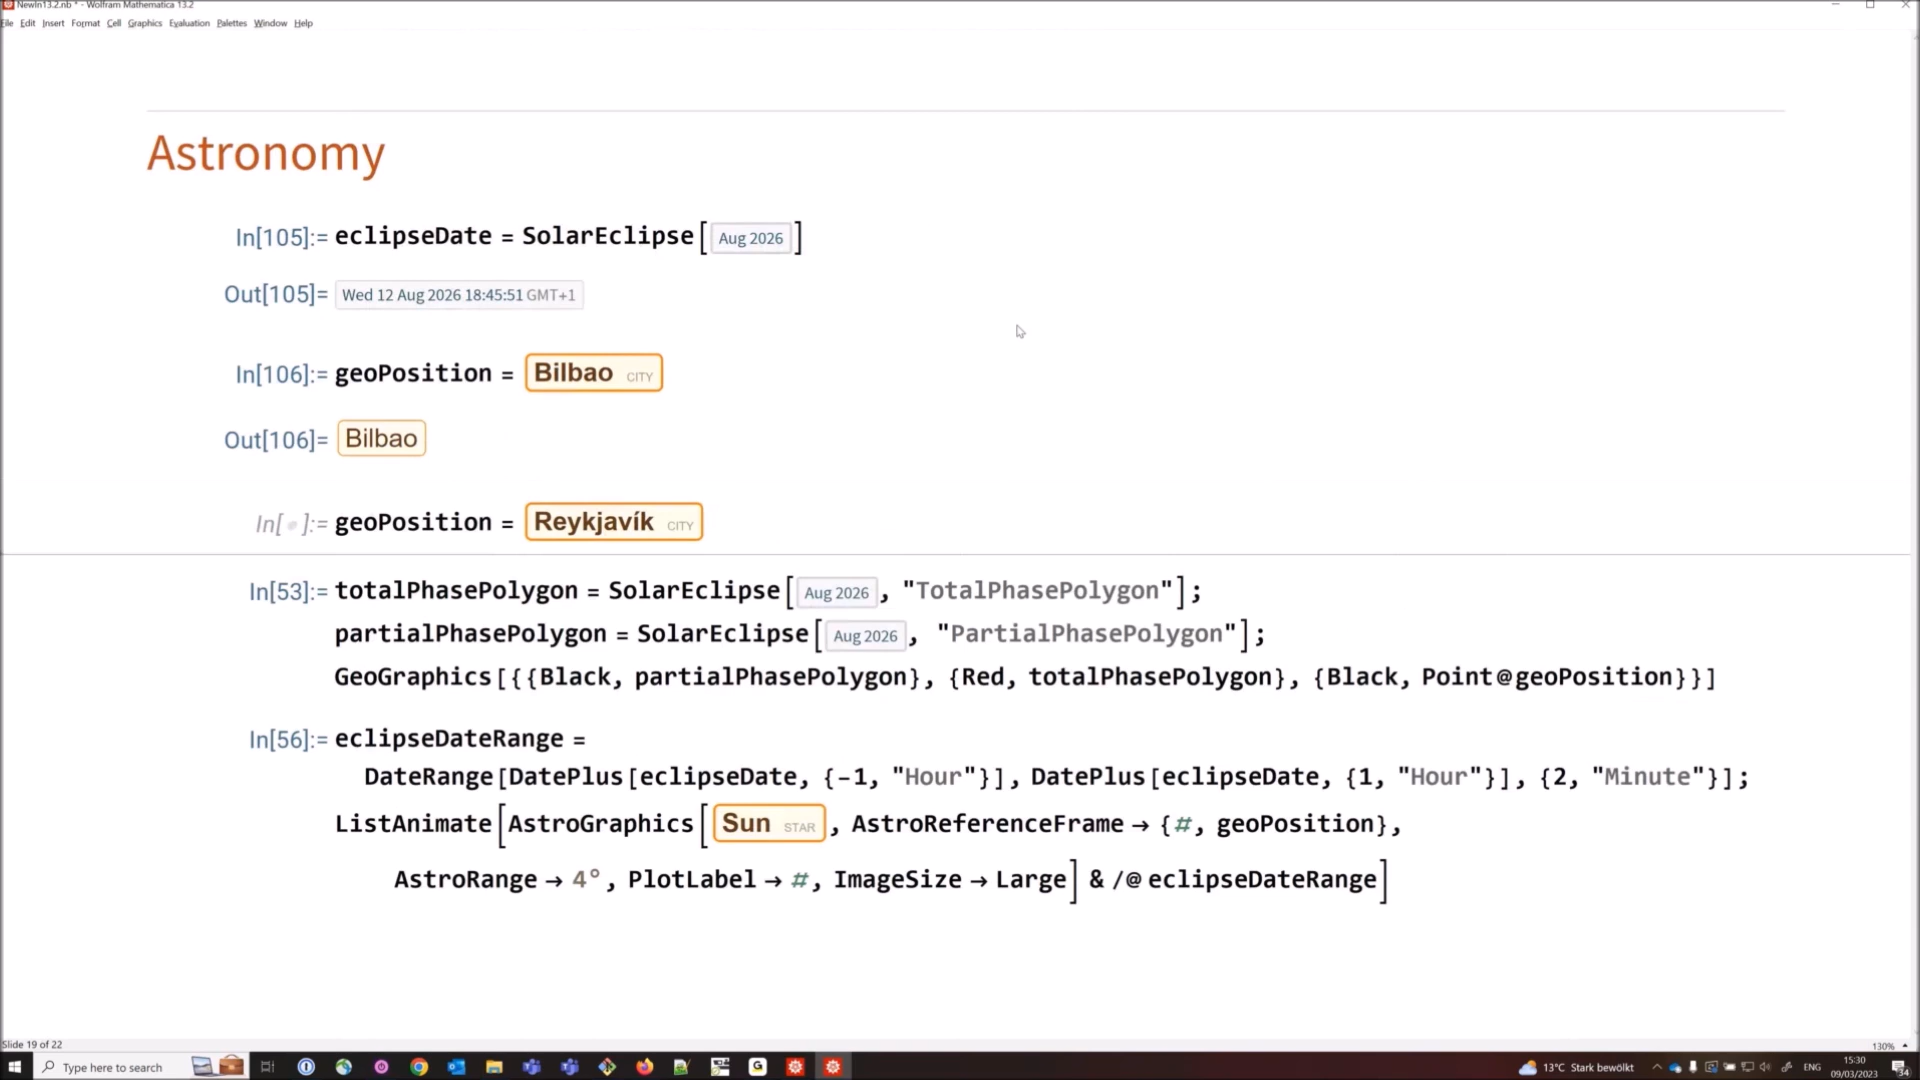 NewIn13.2.nb * - Wolfram Mathematica 13.2
File Edit Insert Format Cell Graphics Evaluation Palettes Window Help
Astronomy
In[105]:= eclipseDate = SolarEclipse[Aug 2026]
Out[105]= Wed 12 Aug 2026 18:45:51 GMT+1
In[106]:= geoPosition = Bilbao CITY
Out[106]= Bilbao
In[•]:= geoPosition = Reykjavík CITY
In[53]:= totalPhasePolygon = SolarEclipse[Aug 2026, "TotalPhasePolygon"];
partialPhasePolygon = SolarEclipse[Aug 2026, "PartialPhasePolygon"];
GeoGraphics[{{Black, partialPhasePolygon}, {Red, totalPhasePolygon}, {Black, Point@geoPosition}}]
In[56]:= eclipseDateRange =
DateRange[DatePlus[eclipseDate, {-1, "Hour"}], DatePlus[eclipseDate, {1, "Hour"}], {2, "Minute"}];
ListAnimate[AstroGraphics[Sun STAR, AstroReferenceFrame → {#, geoPosition},
AstroRange → 4°, PlotLabel → #, ImageSize → Large] & /@ eclipseDateRange]
Slide 19 of 22
130%
Type here to search
13°C Stark bewölkt
ENG
15:30
09/03/2023
34